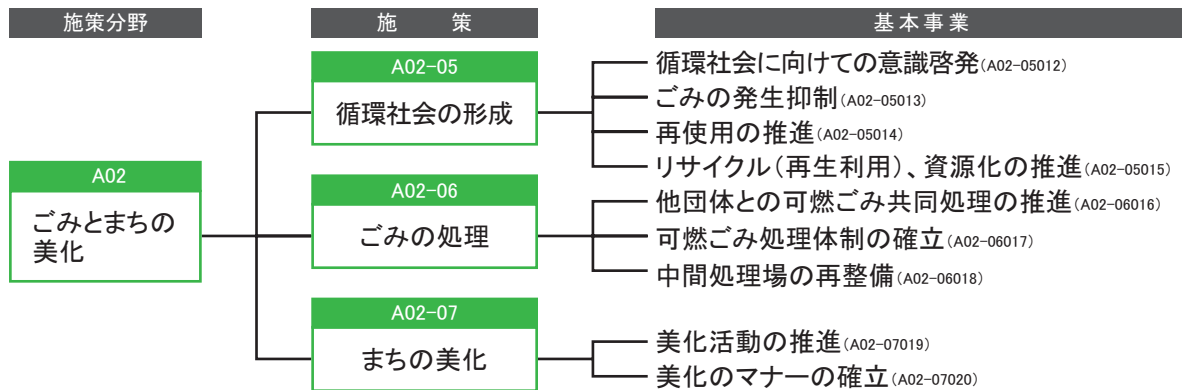 施策分野
施　策
基本事業
A02
ごみとまちの
美化
A02-05
循環社会の形成
循環社会に向けての意識啓発(A02-05012)
ごみの発生抑制(A02-05013)
再使用の推進(A02-05014)
リサイクル(再生利用)、資源化の推進(A02-05015)
A02-06
ごみの処理
他団体との可燃ごみ共同処理の推進(A02-06016)
可燃ごみ処理体制の確立(A02-06017)
中間処理場の再整備(A02-06018)
A02-07
まちの美化
美化活動の推進(A02-07019)
美化のマナーの確立(A02-07020)